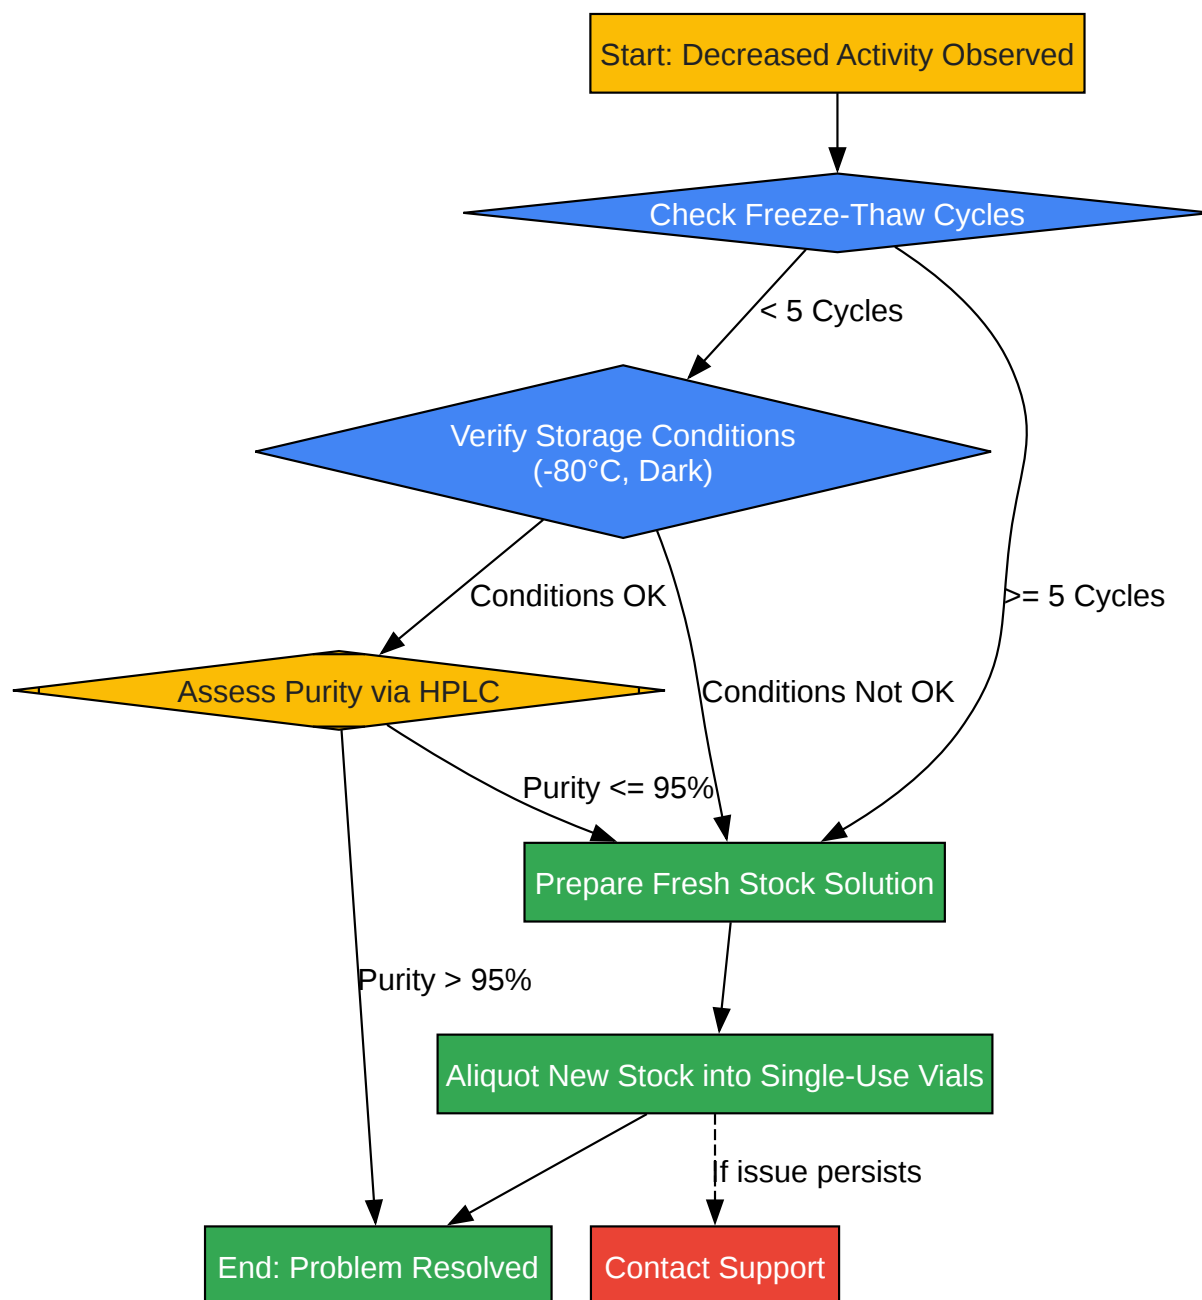 Start: Decreased Activity Observed
Check Freeze-Thaw Cycles
< 5 Cycles
Verify Storage Conditions
(-80°C, Dark)
Conditions OK
>= 5 Cycles
Assess Purity via HPLC
Conditions Not OK
Purity <= 95%
Prepare Fresh Stock Solution
Purity > 95%
Aliquot New Stock into Single-Use Vials
If issue persists
End: Problem Resolved
Contact Support